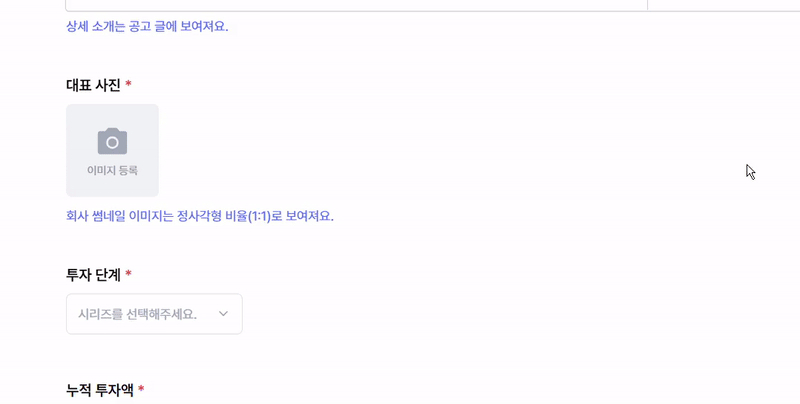 상세 소개는 공고 글에 보여져요.
대표 사진 *
이미지 등록
회사 썸네일 이미지는 정사각형 비율(1:1)로 보여져요.
투자 단계 *
시리즈를 선택해주세요.
누적 투자액 *